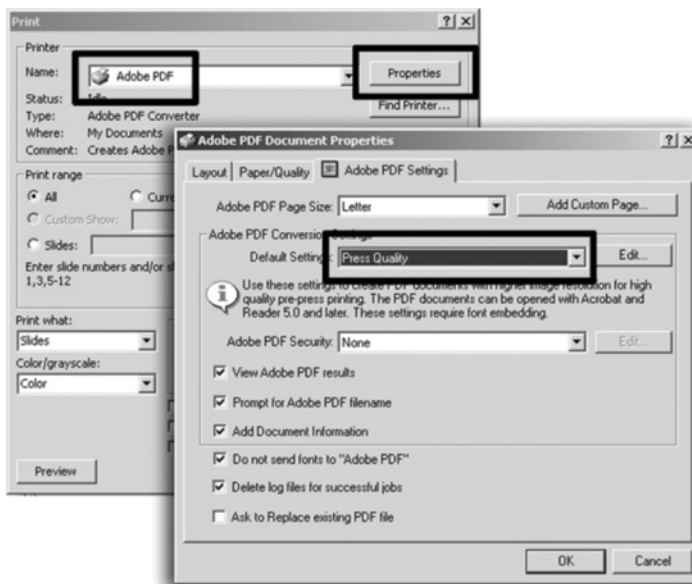 Print
Printer
Name: Adobe PDF Properties
Status: Idle Find Printer...
Type: Adobe PDF Converter
Where: My Documents
Comment: Creates Adobe P
Print range
All Curre
Custom Show:
Slides:
Enter slide numbers and/or sl
1,3,5-12
Print what:
Slides
Color/grayscale:
Color
Preview
Adobe PDF Document Properties
Layout Paper/Quality Adobe PDF Settings
Adobe PDF Page Size: Letter Add Custom Page...
Adobe PDF Conversion Settings
Default Settings: Press Quality Edit...
Use these settings to create PDF documents with higher image resolution for high
quality pre-press printing. The PDF documents can be opened with Acrobat and
Reader 5.0 and later. These settings require font embedding.
Adobe PDF Security: None Edit...
View Adobe PDF results
Prompt for Adobe PDF filename
Add Document Information
Do not send fonts to "Adobe PDF"
Delete log files for successful jobs
Ask to Replace existing PDF file
OK Cancel